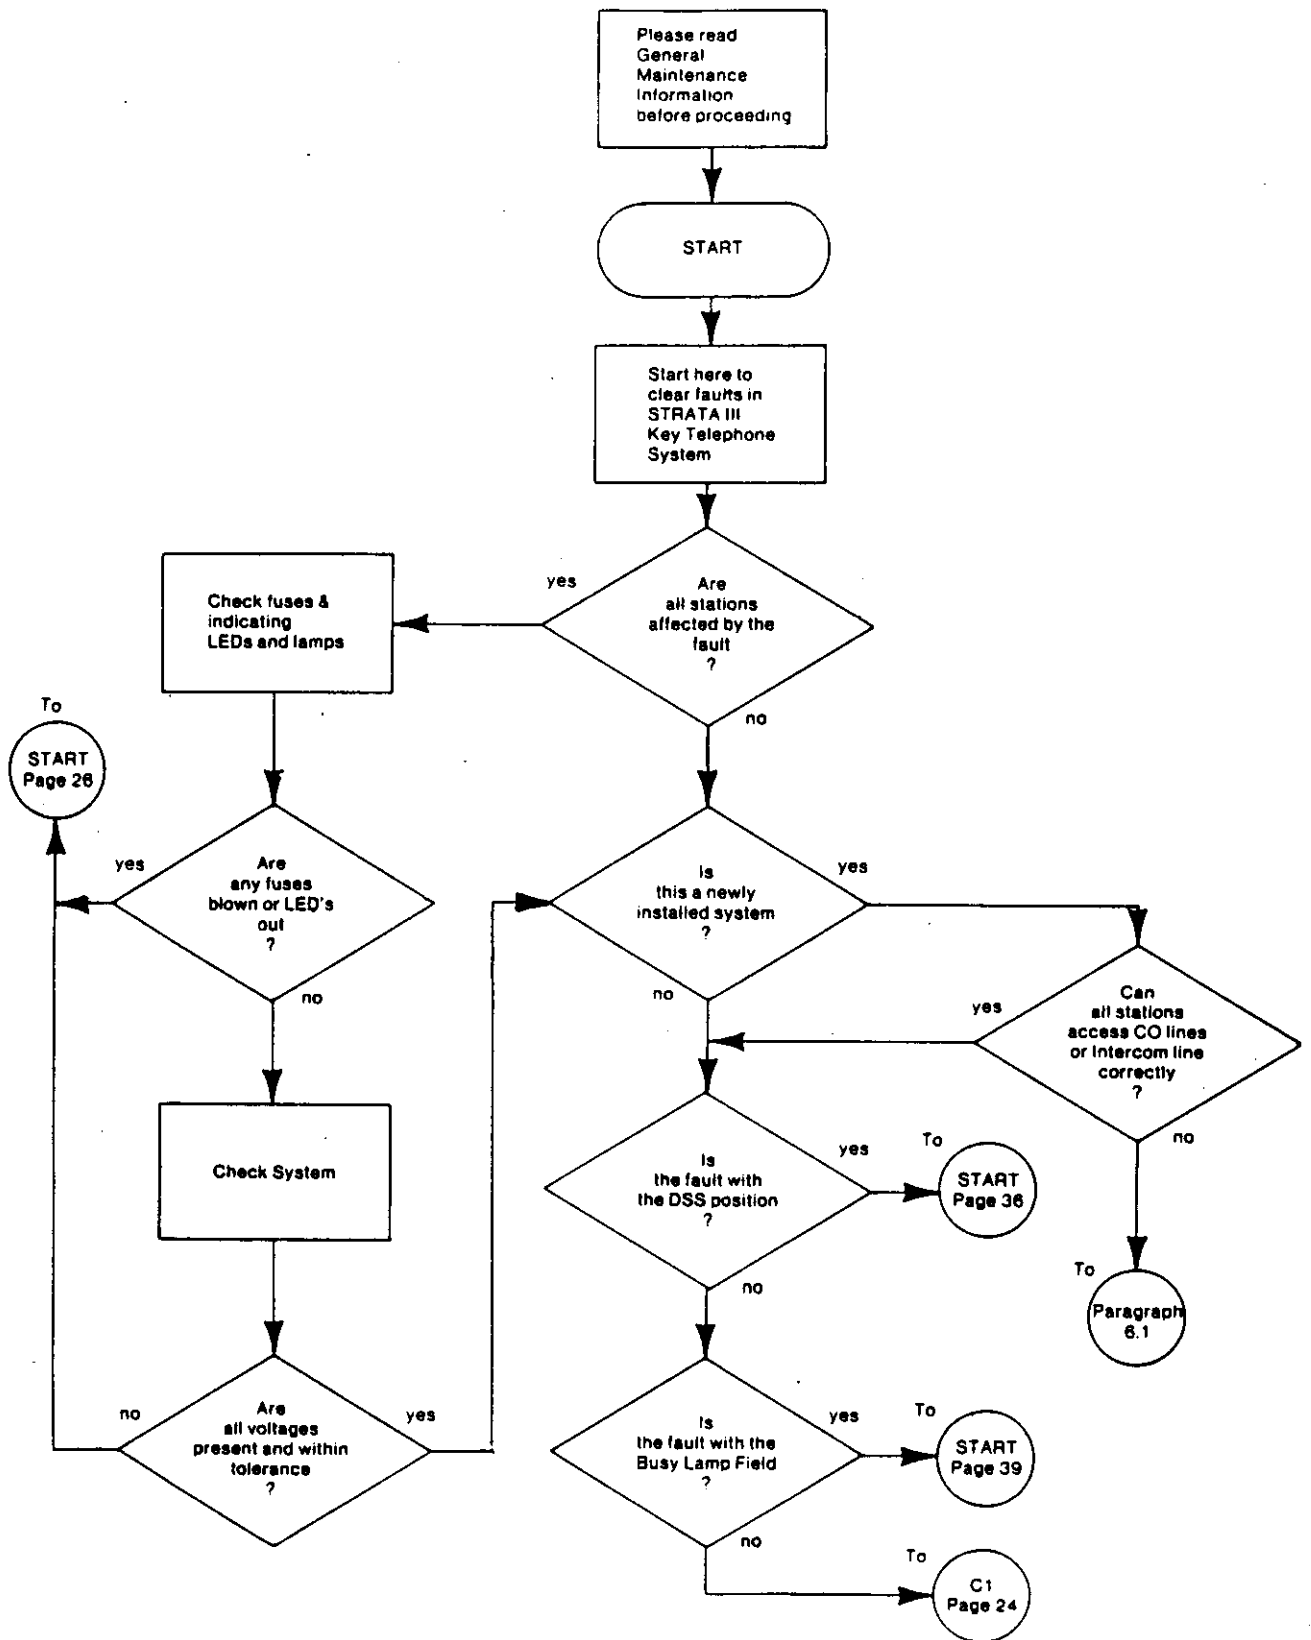 Please read
General
Maintenance
Information
before proceeding
START
Start here to
clear faults in
STRATA III
Key Telephone
System
yes
Are
all stations
affected by the
fault
?
no
Check fuses &
indicating
LEDs and lamps
To
START
Page 26
yes
Are
any fuses
blown or LED's
out
?
no
Is
this a newly
installed system
?
yes
no
yes
Can
all stations
access CO lines
or Intercom line
correctly
?
no
Check System
Is
the fault with
the DSS position
?
yes
To
START
Page 36
no
To
Paragraph
6.1
no
Are
all voltages
present and within
tolerance
?
yes
Is
the fault with the
Busy Lamp Field
?
yes
To
START
Page 39
no
To
C1
Page 24